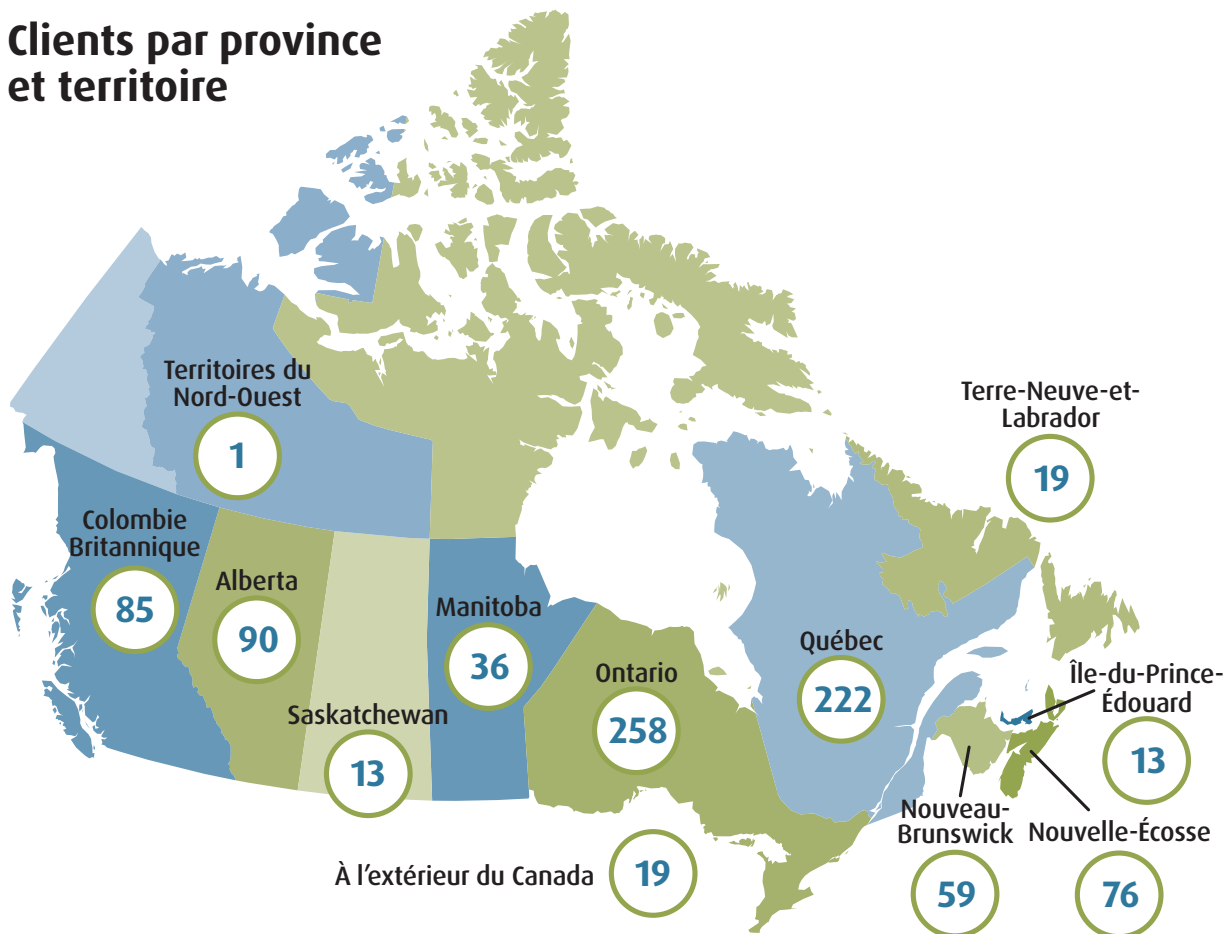 Clients par province
et territoire
Territoires du
Nord-Ouest
1
Terre-Neuve-et-
Labrador
19
Colombie
Britannique
85
Alberta
90
Manitoba
36
Saskatchewan
13
Ontario
258
Québec
222
Île-du-Prince-
Édouard
13
Nouveau-
Brunswick
59
Nouvelle-Écosse
76
À l'extérieur du Canada
19